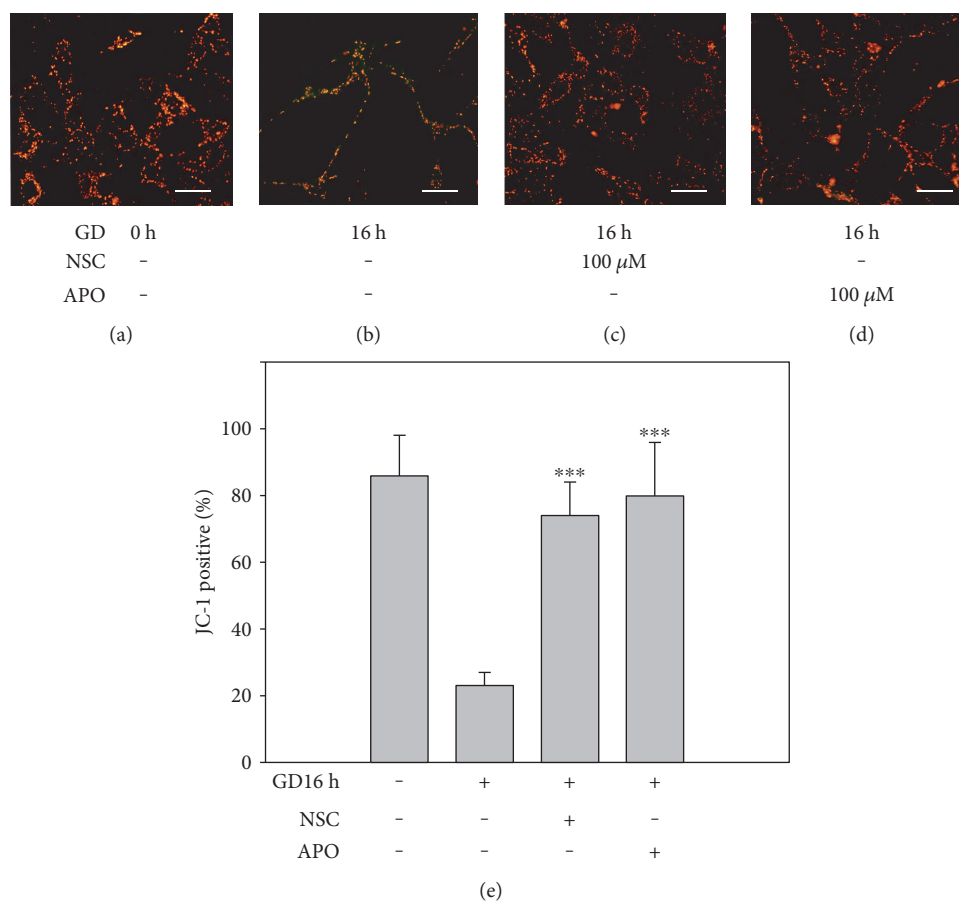 GD 0 h 16 h 16 h 16 h
NSC – – 100 μM –
APO – – – 100 μM
(a) (b) (c) (d)
JC-1 positive (%)
100
80
60
40
20
0
*** ***
GD16 h – + + +
NSC – – + –
APO – – – +
(e)